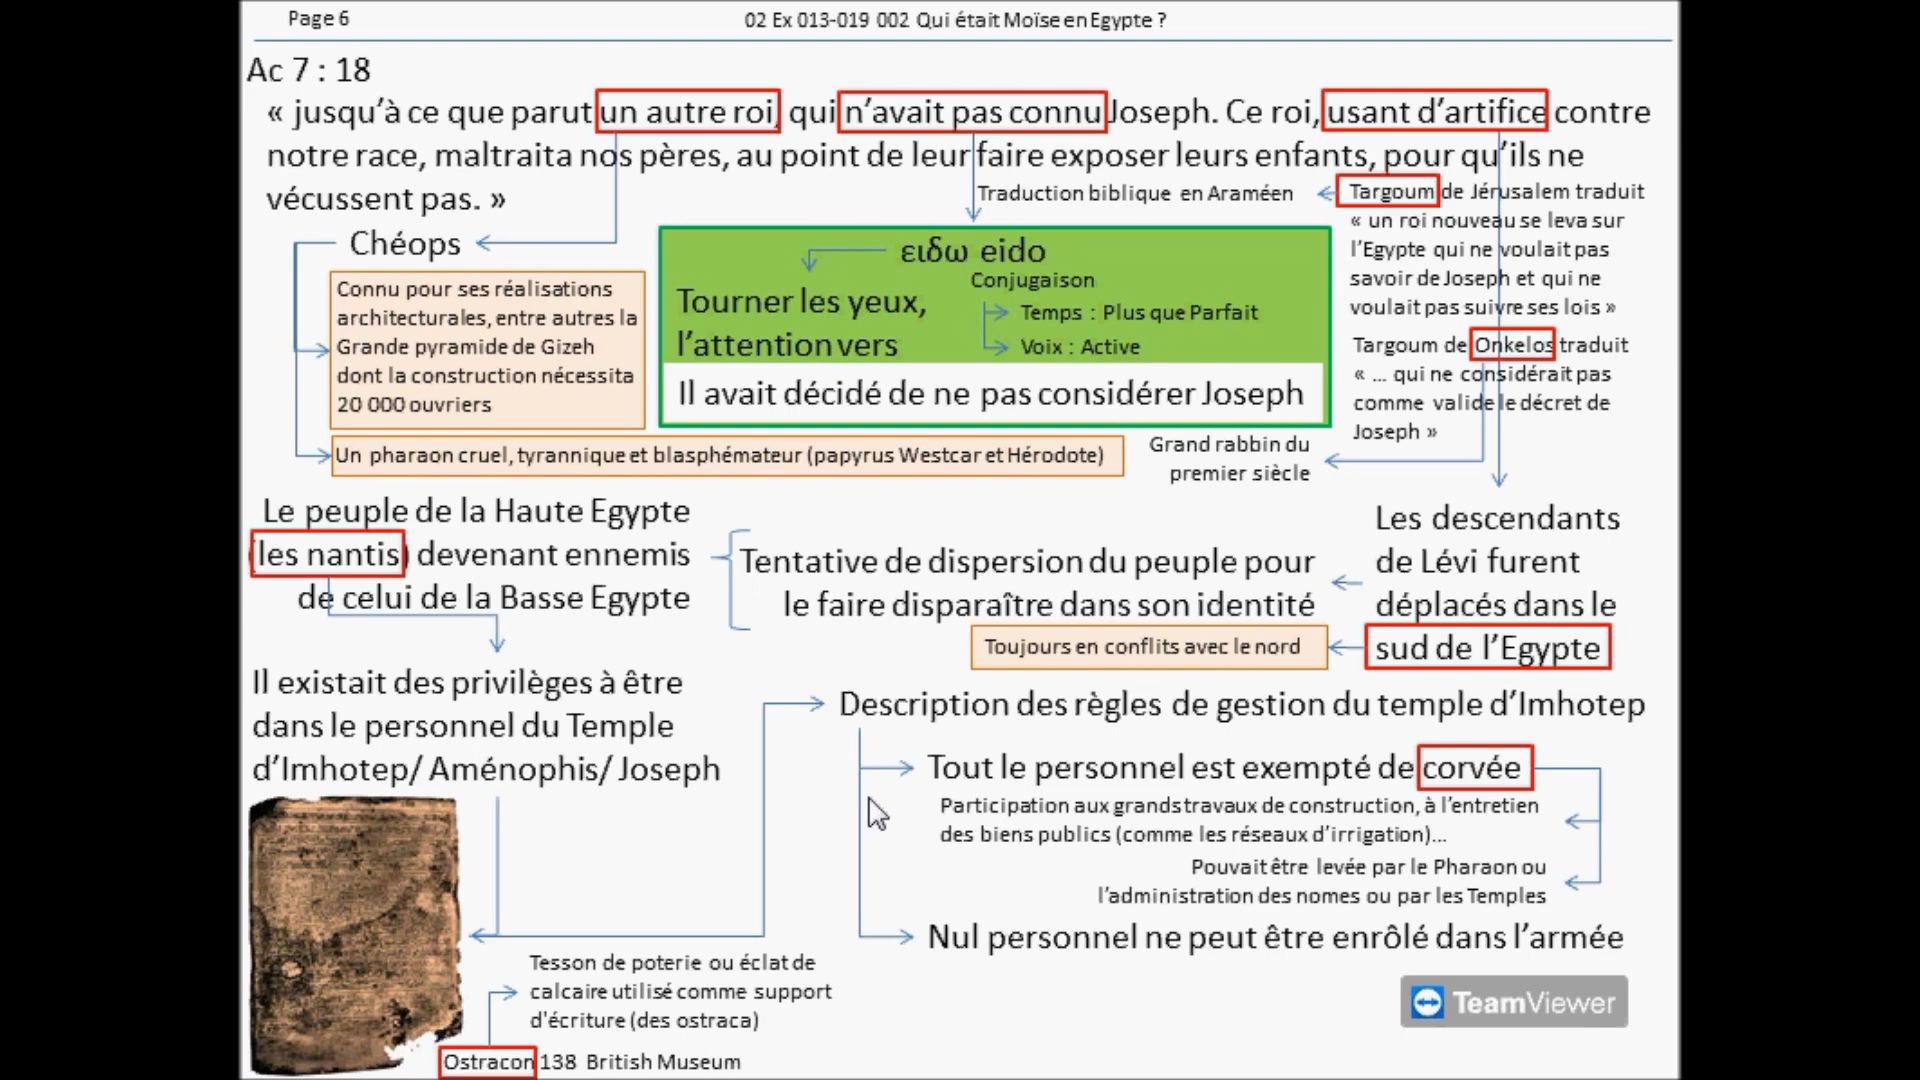 Page 6
02 Ex 013-019 002 Qui était Moïse en Egypte ?
Ac 7 : 18
« jusqu’à ce que parut un autre roi, qui n’avait pas connu Joseph. Ce roi, usant d’artifice contre
notre race, maltraita nos pères, au point de leur faire exposer leurs enfants, pour qu’ils ne
vécussent pas. »
Traduction biblique en Araméen
Targoum de Jérusalem traduit
« un roi nouveau se leva sur
l’Egypte qui ne voulait pas
savoir de Joseph et qui ne
voulait pas suivre ses lois »
Targoum de Onkelos traduit
« ... qui ne considérait pas
comme valide le décret de
Joseph »
Grand rabbin du
premier siècle
Chéops
Connu pour ses réalisations
architecturales, entre autres la
Grande pyramide de Gizeh
dont la construction nécessita
20 000 ouvriers
ειδω eido
Conjugaison
Tourner les yeux,
l’attention vers
Temps : Plus que Parfait
Voix : Active
Il avait décidé de ne pas considérer Joseph
Un pharaon cruel, tyrannique et blasphémateur (papyrus Westcar et Hérodote)
Le peuple de la Haute Egypte
(les nantis) devenant ennemis
de celui de la Basse Egypte
Tentative de dispersion du peuple pour
le faire disparaître dans son identité
Les descendants
de Lévi furent
déplacés dans le
sud de l’Egypte
Toujours en conflits avec le nord
Il existait des privilèges à être
dans le personnel du Temple
d’Imhotep/ Aménophis/ Joseph
Description des règles de gestion du temple d’Imhotep
Tout le personnel est exempté de corvée
Participation aux grands travaux de construction, à l’entretien
des biens publics (comme les réseaux d’irrigation)...
Pouvait être levée par le Pharaon ou
l’administration des nomes ou par les Temples
Nul personnel ne peut être enrôlé dans l’armée
Tesson de poterie ou éclat de
calcaire utilisé comme support
d'écriture (des ostraca)
Ostracon 138 British Museum
TeamViewer